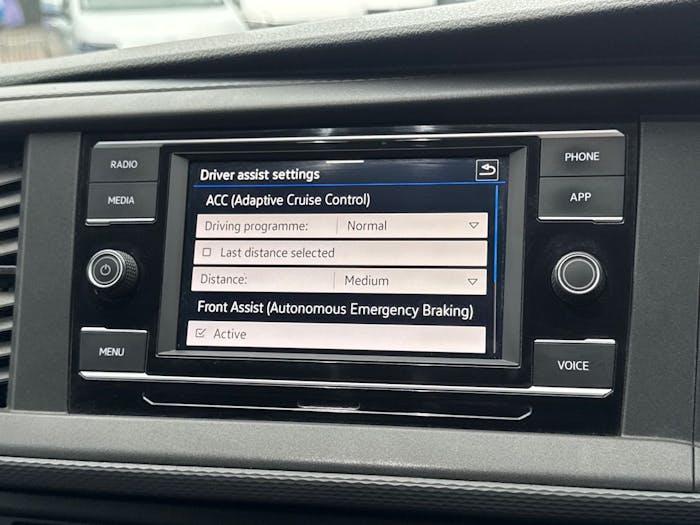 RADIO
MEDIA
MENU
PHONE
APP
VOICE
Driver assist settings
ACC (Adaptive Cruise Control)
Driving programme: Normal
Last distance selected
Distance: Medium
Front Assist (Autonomous Emergency Braking)
Active